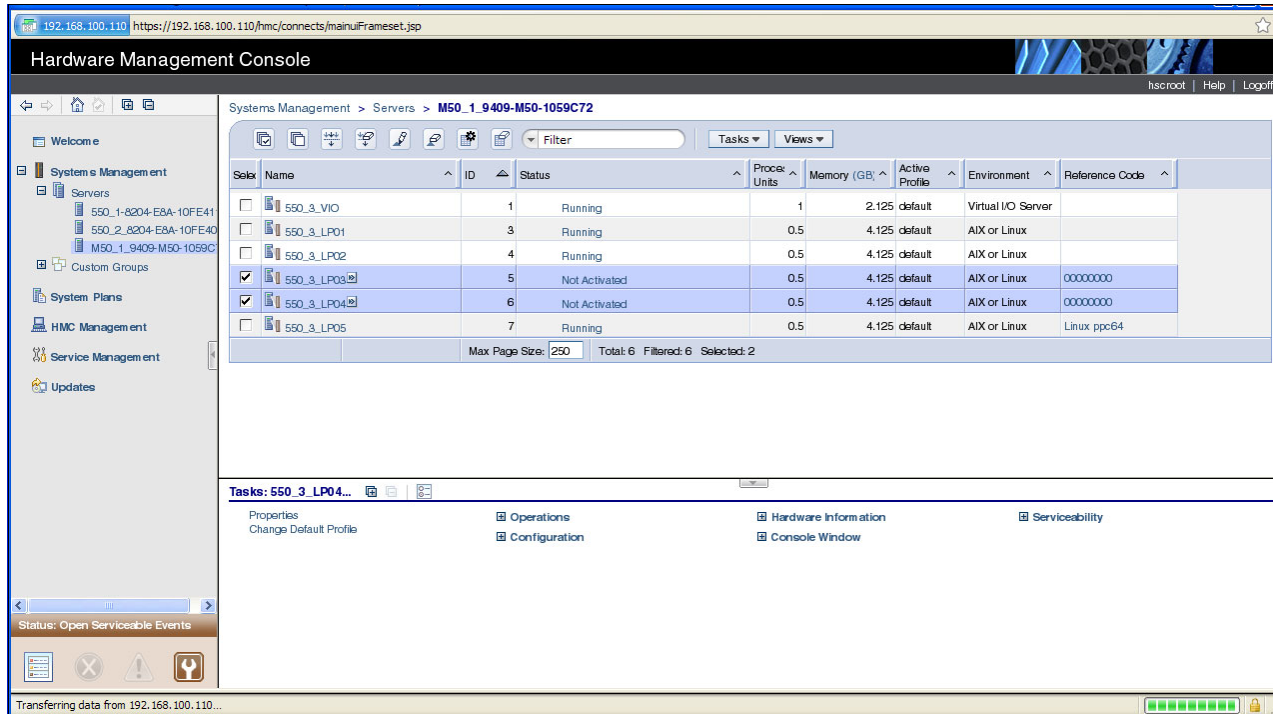 192.168.100.110 https://192.168.100.110/hmc/connects/mainuiFrameset.jsp
Hardware Management Console
hscroot | Help | Logoff
Systems Management > Servers > M50_1_9409-M50-1059C72
Welcome
Systems Management
Servers
550_1-8204-E8A-10FE41
550_2_8204-E8A-10FE40
M50_1_9409-M50-1059C
Custom Groups
System Plans
HMC Management
Service Management
Updates
Status: Open Serviceable Events
Filter Tasks Views
Selec Name ID Status Proces Units Memory (GB) Active Profile Environment Reference Code
550_3_VIO 1 Running 1 2.125 default Virtual I/O Server
550_3_LP01 3 Running 0.5 4.125 default AIX or Linux
550_3_LP02 4 Running 0.5 4.125 default AIX or Linux
550_3_LP03 5 Not Activated 0.5 4.125 default AIX or Linux 00000000
550_3_LP04 6 Not Activated 0.5 4.125 default AIX or Linux 00000000
550_3_LP05 7 Running 0.5 4.125 default AIX or Linux Linux ppc64
Max Page Size: 250 Total: 6 Filtered: 6 Selected: 2
Tasks: 550_3_LP04...
Properties
Change Default Profile
Operations
Configuration
Hardware Information
Console Window
Serviceability
Transferring data from 192.168.100.110...